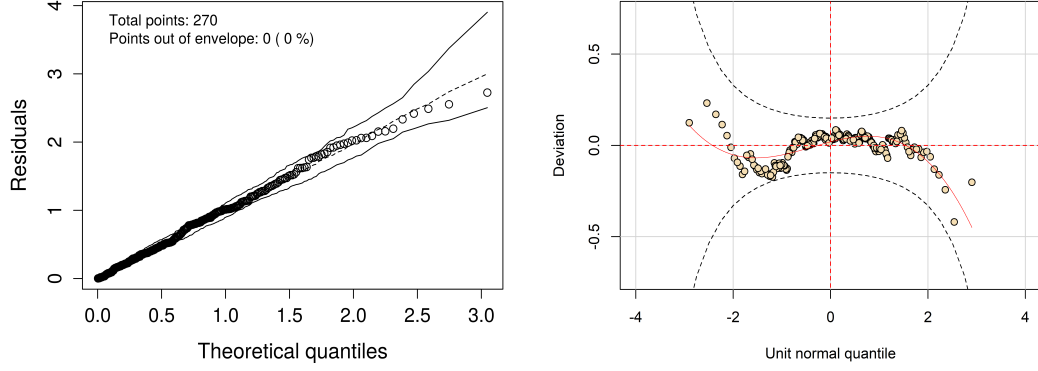 Total points: 270
Points out of envelope: 0 ( 0 %)
4
3
2
1
0
Residuals
0.0 0.5 1.0 1.5 2.0 2.5 3.0
Theoretical quantiles
0.5
0.0
-0.5
Deviation
-4 -2 0 2 4
Unit normal quantile